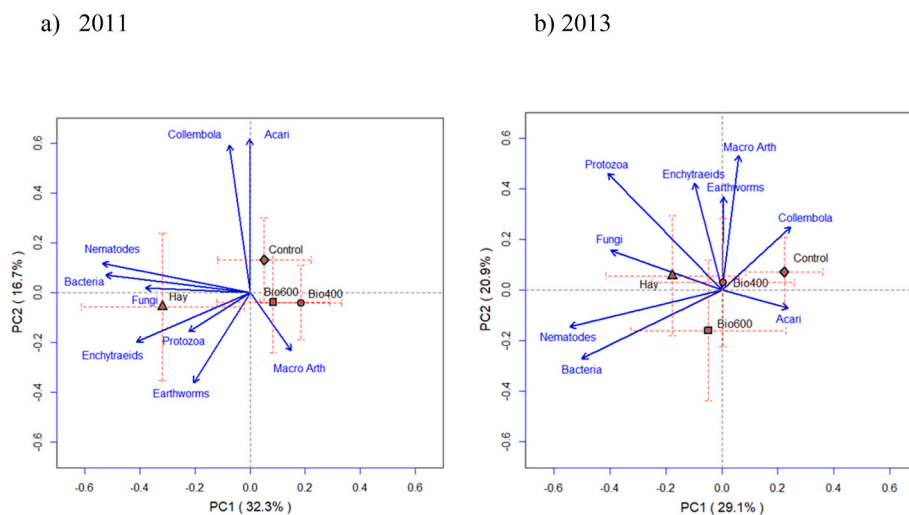 a) 2011
b) 2013
0.6
0.4
0.2
0.0
-0.2
-0.4
-0.6
PC2 ( 16.7% )
Collembola
Acari
Nematodes
Bacteria
Fungi
Hay
Control
Bio600
Bio400
Protozoa
Enchytraeids
Earthworms
Macro Arth
-0.6 -0.4 -0.2 0.0 0.2 0.4 0.6
PC1 ( 32.3% )
0.6
0.4
0.2
0.0
-0.2
-0.4
-0.6
PC2 ( 20.9% )
Macro Arth
Protozoa
Enchytraeids
Earthworms
Collembola
Fungi
Control
Hay
Bio400
Acari
Bio600
Nematodes
Bacteria
-0.6 -0.4 -0.2 0.0 0.2 0.4 0.6
PC1 ( 29.1% )